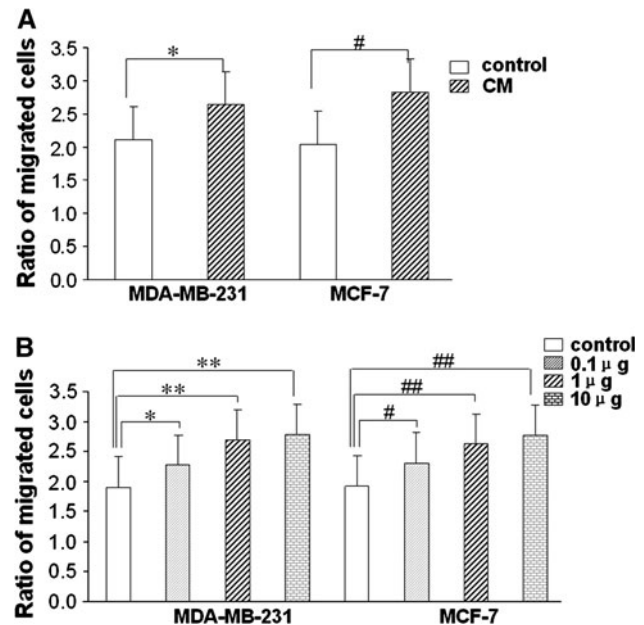 A
Ratio of migrated cells
3.5
3.0
2.5
2.0
1.5
1.0
0.5
0.0
*
#
control
CM
MDA-MB-231
MCF-7
B
Ratio of migrated cells
3.5
3.0
2.5
2.0
1.5
1.0
0.5
0.0
**
**
*
##
##
#
control
0.1 μg
1 μg
10 μg
MDA-MB-231
MCF-7